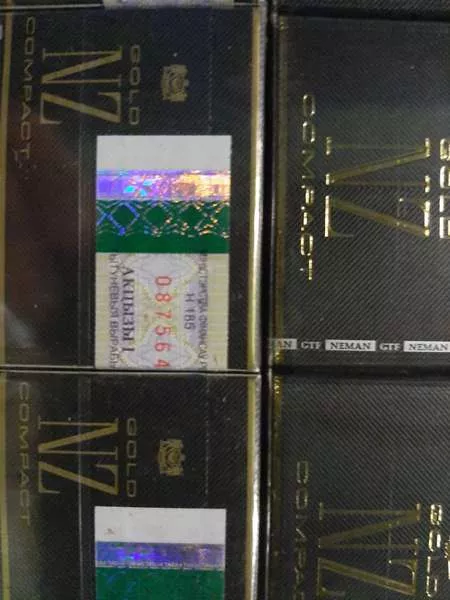 GOLD
NZ
COMPACT
Н 185
087564
АКЦЫЗЫ
GOLD
NZ
COMPACT
GTF NEMAN GTF NEMAN
GOLD
NZ
COMPACT
GOLD
NZ
COMPACT